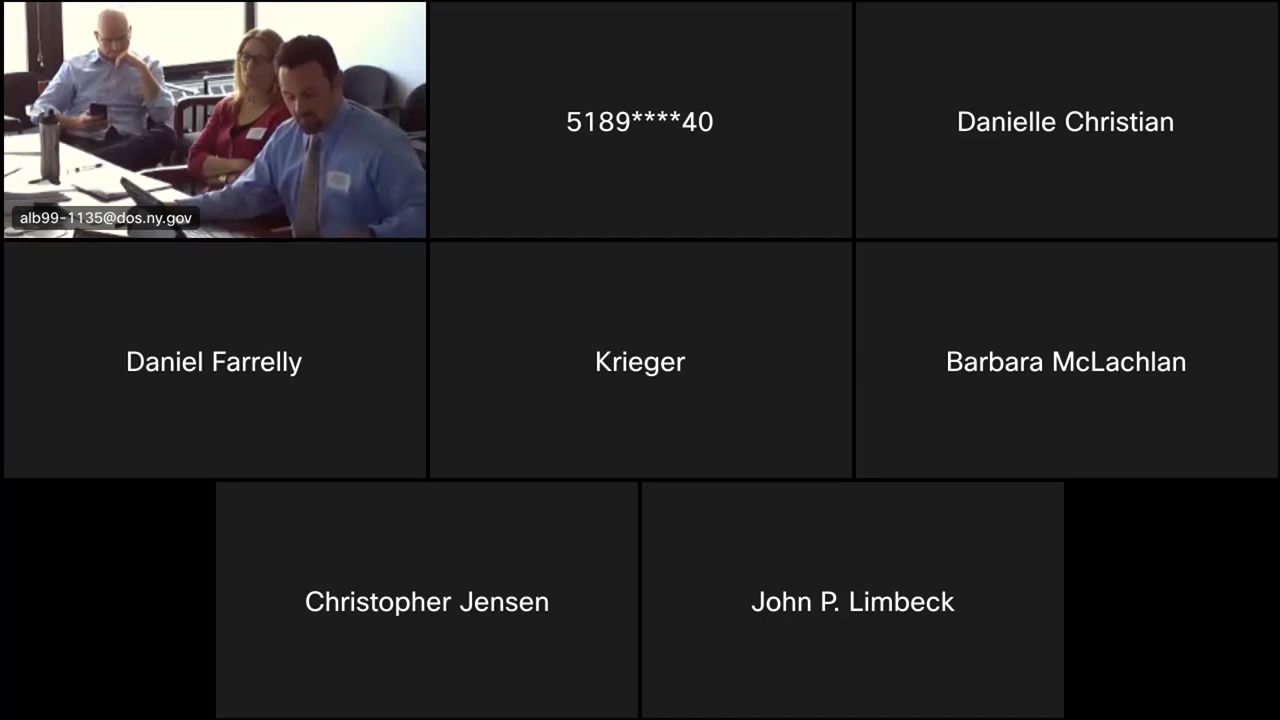 alb99-1135@dos.ny.gov
5189****40
Danielle Christian
Daniel Farrelly
Krieger
Barbara McLachlan
Christopher Jensen
John P. Limbeck